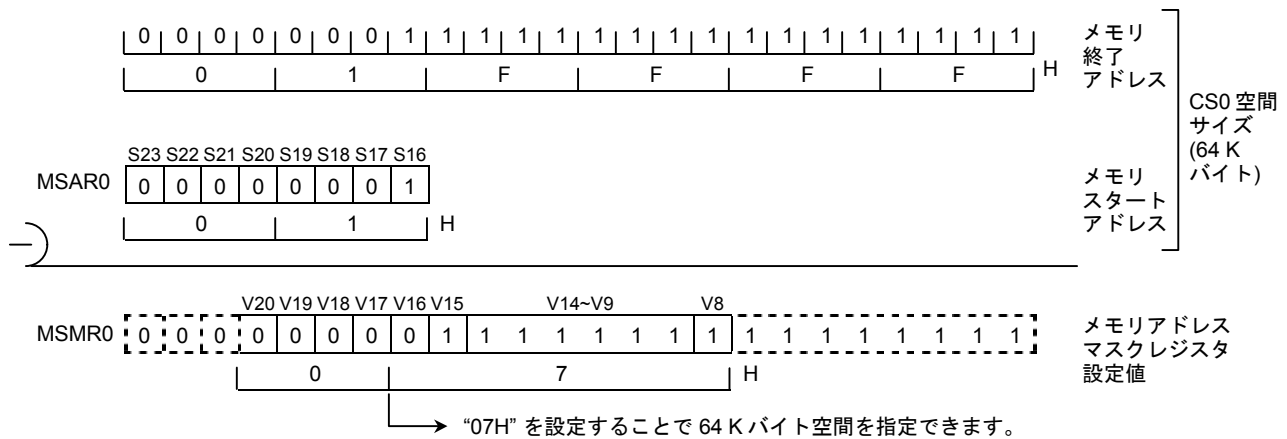 0 0 0 0 0 0 0 1 1 1 1 1 1 1 1 1 1 1 1 1 1 1 1 1
0 1 F F F F H
メモリ
終了
アドレス
CS0 空間
サイズ
(64 K
バイト)
S23 S22 S21 S20 S19 S18 S17 S16
MSAR0 0 0 0 0 0 0 0 1
0 1 H
メモリ
スタート
アドレス
V20 V19 V18 V17 V16 V15 V14~V9 V8
MSMR0 0 0 0 0 0 0 0 0 1 1 1 1 1 1 1 1 1 1 1 1 1 1 1 1
0 7 H
メモリアドレス
マスクレジスタ
設定値
“07H” を設定することで 64 K バイト空間を指定できます。